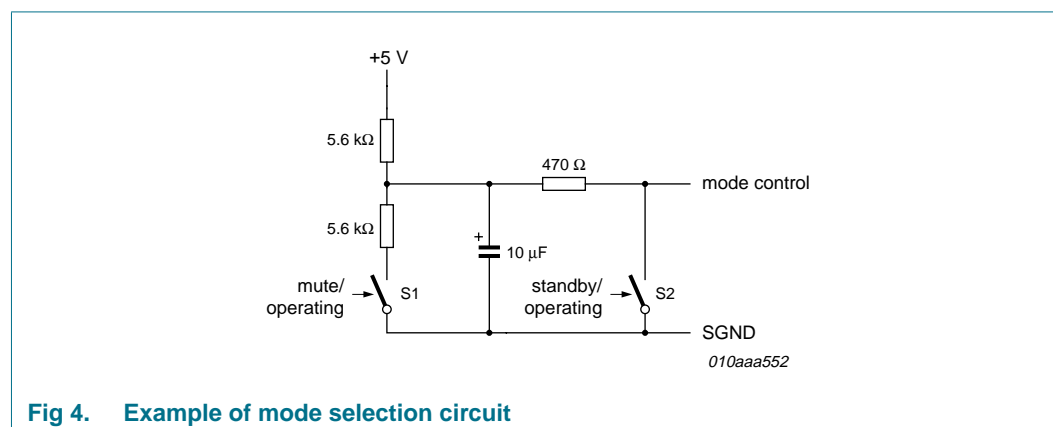 +5 V
5.6 kΩ
470 Ω
mode control
5.6 kΩ
+
10 μF
mute/
operating
S1
standby/
operating
S2
SGND
010aaa552
Fig 4. Example of mode selection circuit